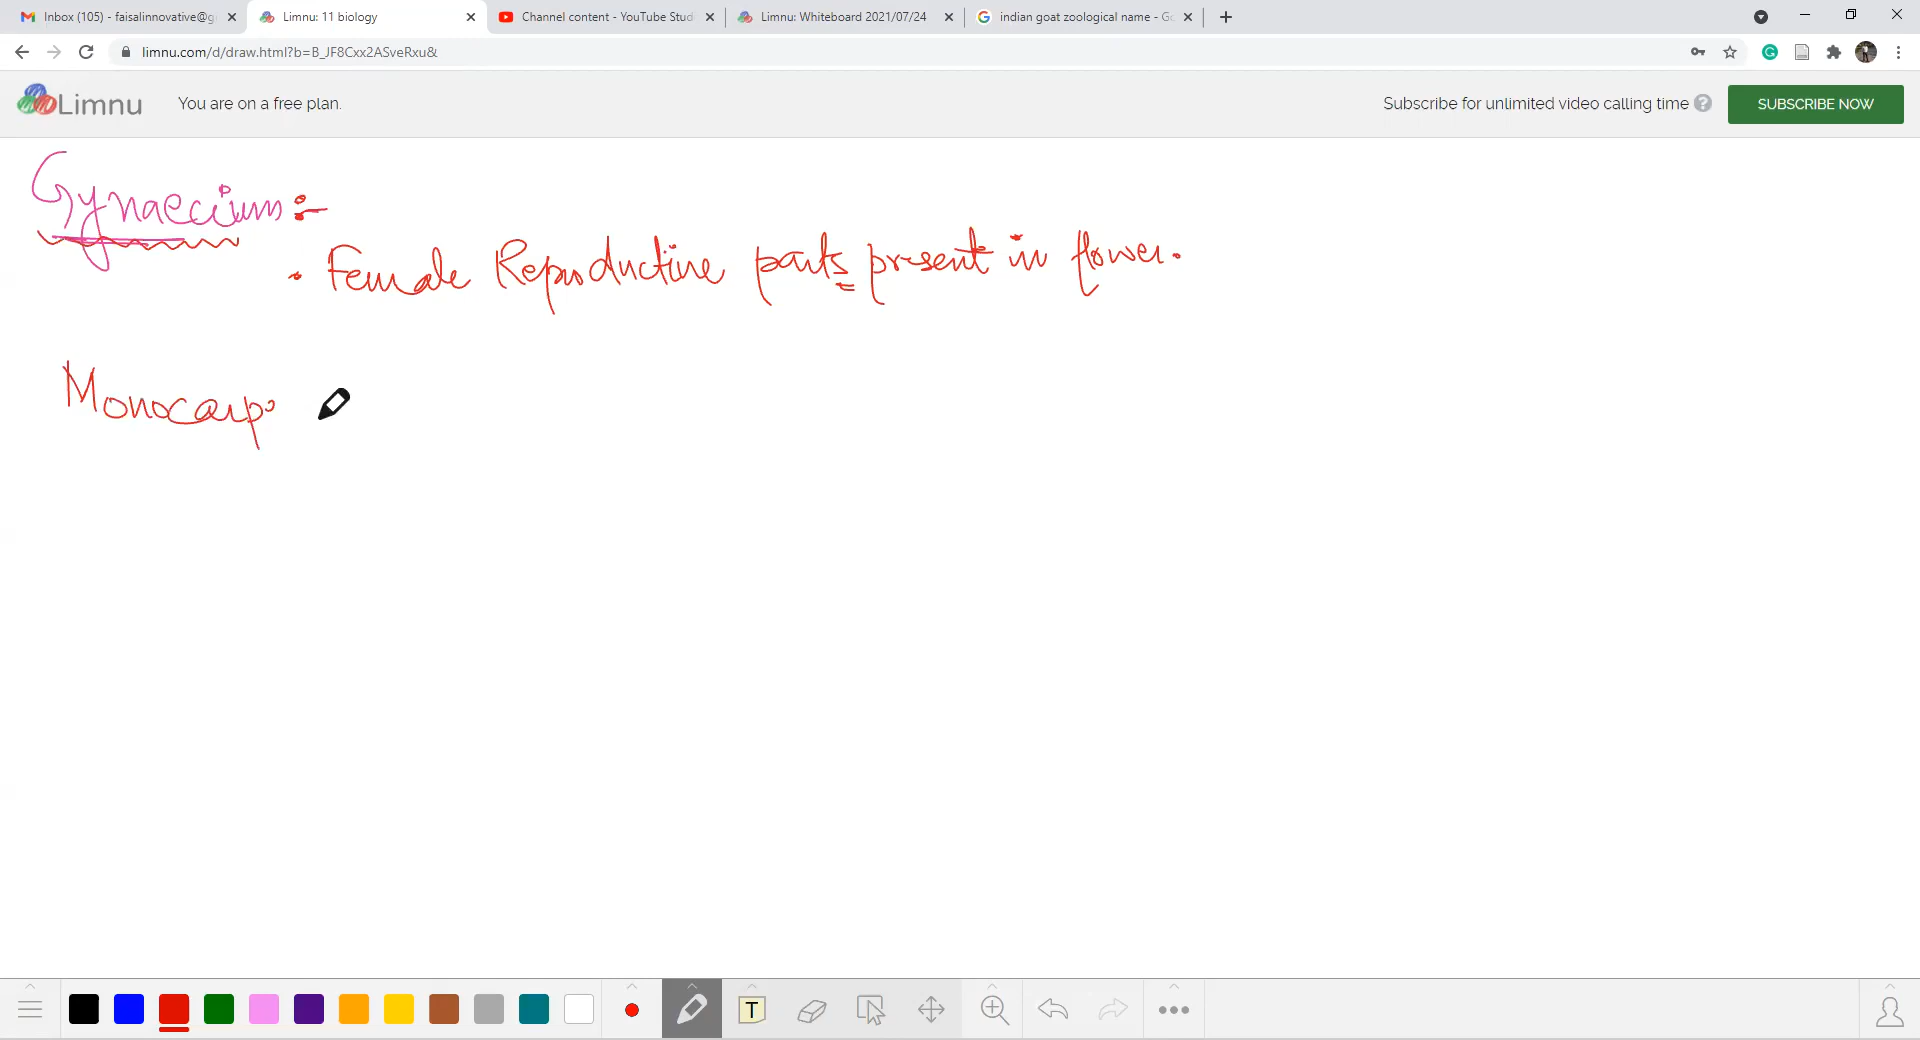 Inbox (105) - faisalinnovative@g
Limnu: 11 biology
Channel content - YouTube Stud
Limnu: Whiteboard 2021/07/24
indian goat zoological name - Go
limnu.com/d/draw.html?b=B_JF8Cxx2ASveRxu&
Limnu
You are on a free plan.
Subscribe for unlimited video calling time ?
SUBSCRIBE NOW
Gynaecium :-
• Female Reproductive parts present in flower.
Monocarp
T